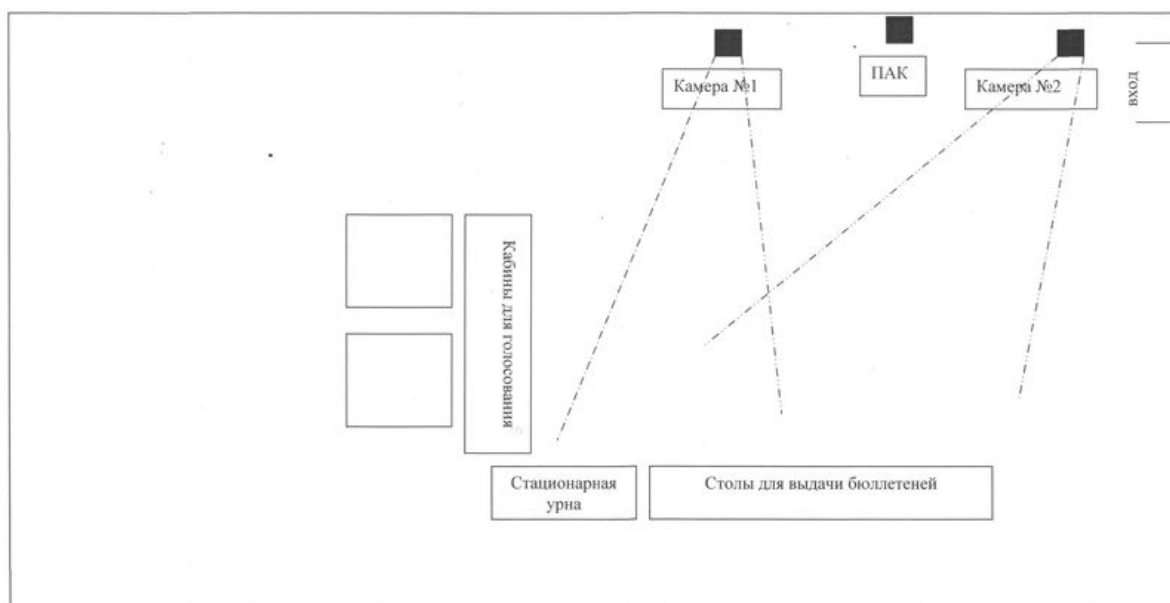 Камера №1
ПАК
Камера №2
вход
Кабины для голосования
Стационарная
урна
Столы для выдачи бюллетеней